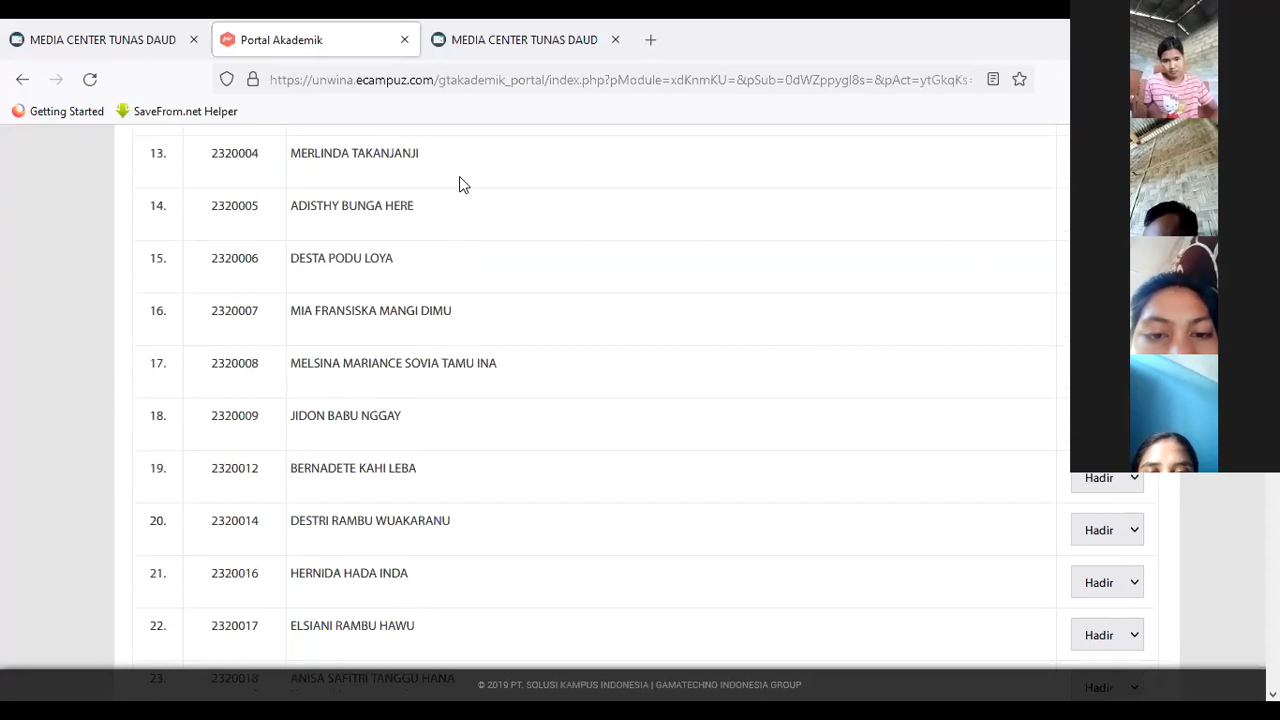 MEDIA CENTER TUNAS DAUD
Portal Akademik
MEDIA CENTER TUNAS DAUD
https://unwina.ecampuz.com/gtakademik_portal/index.php?pModule=xdKnmKU=&pSub=0dWZppygl8s=&pAct=ytGkqKs=
Getting Started
SaveFrom.net Helper
13. 2320004 MERLINDA TAKANJANJI
14. 2320005 ADISTHY BUNGA HERE
15. 2320006 DESTA PODU LOYA
16. 2320007 MIA FRANSISKA MANGI DIMU
17. 2320008 MELSINA MARIANCE SOVIA TAMU INA
18. 2320009 JIDON BABU NGGAY
19. 2320012 BERNADETE KAHI LEBA Hadir
20. 2320014 DESTRI RAMBU WUAKARANU Hadir
21. 2320016 HERNIDA HADA INDA Hadir
22. 2320017 ELSIANI RAMBU HAWU Hadir
23. 2320018 ANISA SAFITRI TANGGU HANA Hadir
© 2019 PT. SOLUSI KAMPUS INDONESIA | GAMATECHNO INDONESIA GROUP